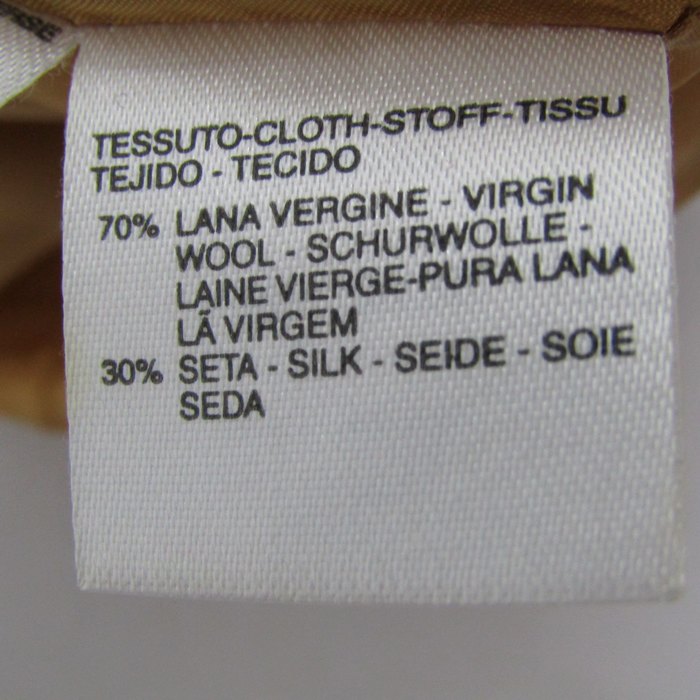 TESSUTO-CLOTH-STOFF-TISSU
TEJIDO - TECIDO
70% LANA VERGINE - VIRGIN
WOOL - SCHURWOLLE -
LAINE VIERGE-PURA LANA
LÃ VIRGEM
30% SETA - SILK - SEIDE - SOIE
SEDA